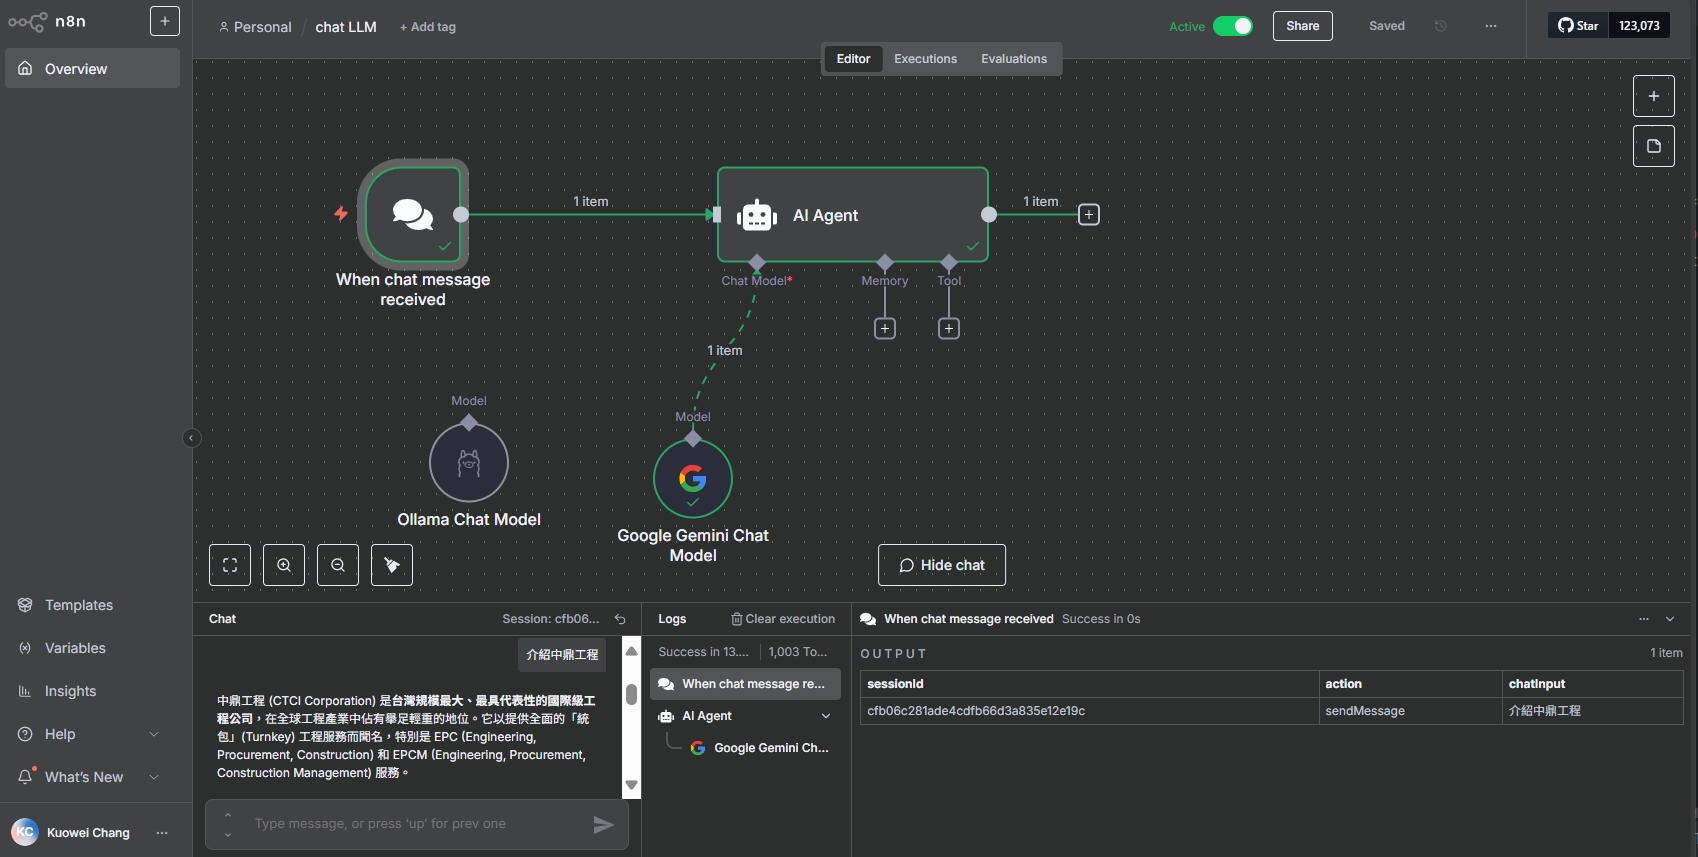 n8n
+
Personal / chat LLM + Add tag
Active
Share
Saved
Star 123,073
Overview
Editor Executions Evaluations
1 item
AI Agent
1 item
When chat message
received
Chat Model*
Memory
Tool
1 item
Model
Model
Ollama Chat Model
Google Gemini Chat
Model
Hide chat
Templates
Variables
Insights
Help
What's New
KC Kuowei Chang
Chat
Session: cfb06...
介紹中鼎工程
中鼎工程 (CTCI Corporation) 是台灣規模最大、最具代表性的國際級工
程公司，在全球工程產業中佔有舉足輕重的地位。它以提供全面的「統
包」(Turnkey) 工程服務而聞名，特別是 EPC (Engineering,
Procurement, Construction) 和 EPCM (Engineering, Procurement,
Construction Management) 服務。
Type message, or press 'up' for prev one
Logs
Clear execution
Success in 13.... 1,003 To...
When chat message re...
AI Agent
Google Gemini Ch...
When chat message received Success in 0s
OUTPUT
1 item
sessionId action chatInput
cfb06c281ade4cdfb66d3a835e12e19c sendMessage 介紹中鼎工程